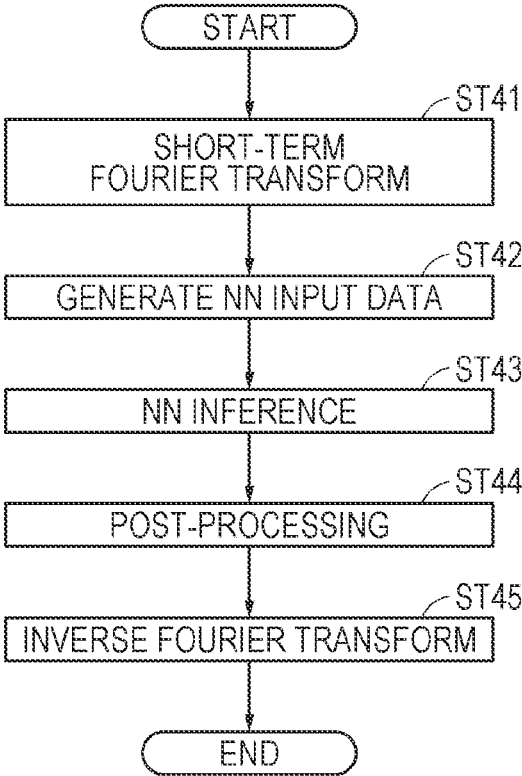 START
ST41
SHORT-TERM
FOURIER TRANSFORM
ST42
GENERATE NN INPUT DATA
ST43
NN INFERENCE
ST44
POST-PROCESSING
ST45
INVERSE FOURIER TRANSFORM
END